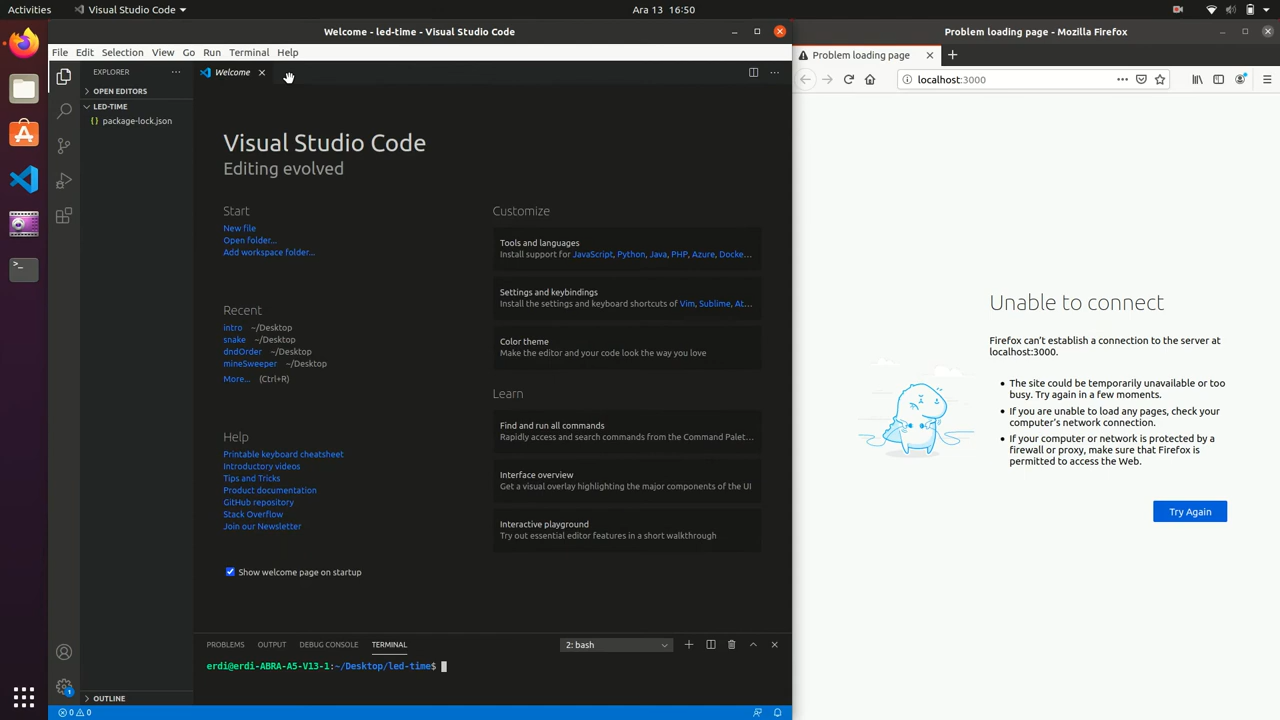 Activities
Visual Studio Code
Ara 13 16:50
Welcome - led-time - Visual Studio Code
File Edit Selection View Go Run Terminal Help
EXPLORER
OPEN EDITORS
LED-TIME
{} package-lock.json
OUTLINE
Welcome
Visual Studio Code
Editing evolved
Start
New file
Open folder...
Add workspace folder...
Recent
intro ~/Desktop
snake ~/Desktop
dndOrder ~/Desktop
mineSweeper ~/Desktop
More... (Ctrl+R)
Help
Printable keyboard cheatsheet
Introductory videos
Tips and Tricks
Product documentation
GitHub repository
Stack Overflow
Join our Newsletter
Show welcome page on startup
Customize
Tools and languages
Install support for JavaScript, Python, Java, PHP, Azure, Docke...
Settings and keybindings
Install the settings and keyboard shortcuts of Vim, Sublime, At...
Color theme
Make the editor and your code look the way you love
Learn
Find and run all commands
Rapidly access and search commands from the Command Palet...
Interface overview
Get a visual overlay highlighting the major components of the UI
Interactive playground
Try out essential editor features in a short walkthrough
PROBLEMS OUTPUT DEBUG CONSOLE TERMINAL
2: bash
erdi@erdi-ABRA-A5-V13-1:~/Desktop/led-time$
1
0 0
Problem loading page - Mozilla Firefox
Problem loading page
localhost:3000
Unable to connect
Firefox can't establish a connection to the server at
localhost:3000.
The site could be temporarily unavailable or too
busy. Try again in a few moments.
If you are unable to load any pages, check your
computer's network connection.
If your computer or network is protected by a
firewall or proxy, make sure that Firefox is
permitted to access the Web.
Try Again